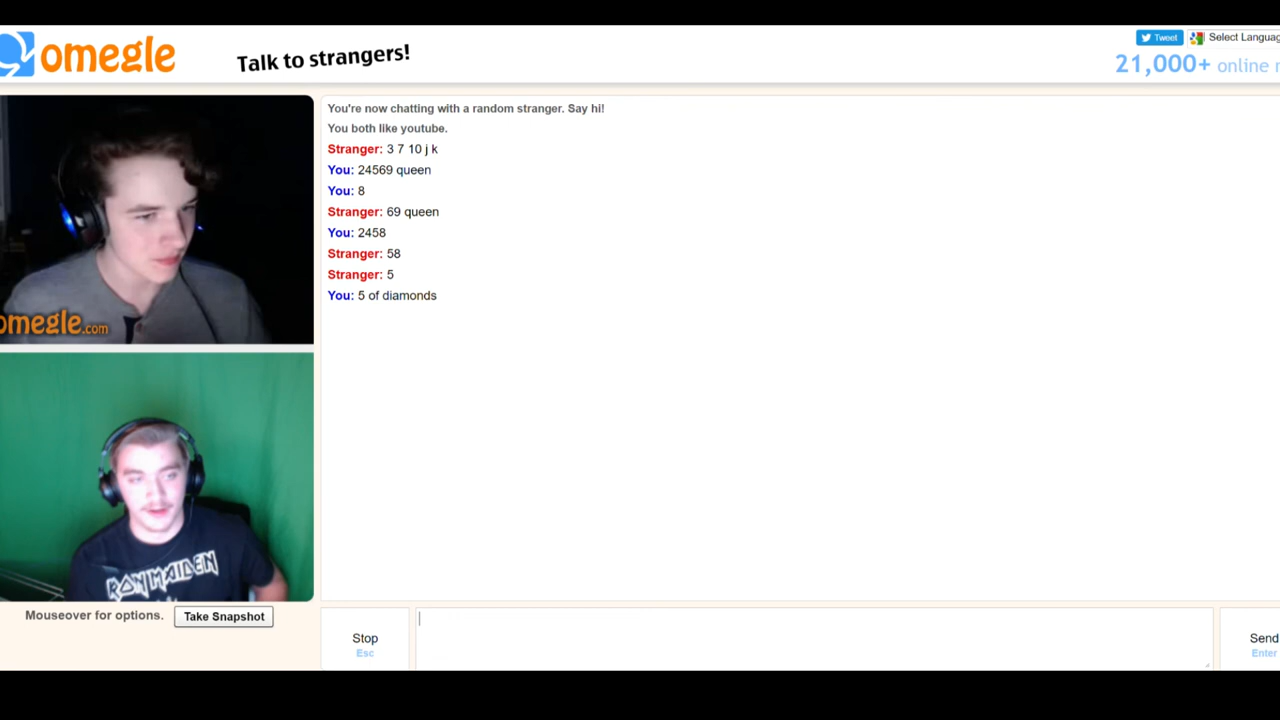 omegle
Talk to strangers!
Tweet
Select Languag
21,000+ online n
You're now chatting with a random stranger. Say hi!
You both like youtube.
Stranger: 3 7 10 j k
You: 24569 queen
You: 8
Stranger: 69 queen
You: 2458
Stranger: 58
Stranger: 5
You: 5 of diamonds
omegle.com
IRON MAIDEN
Mouseover for options.
Take Snapshot
Stop
Esc
Send
Enter